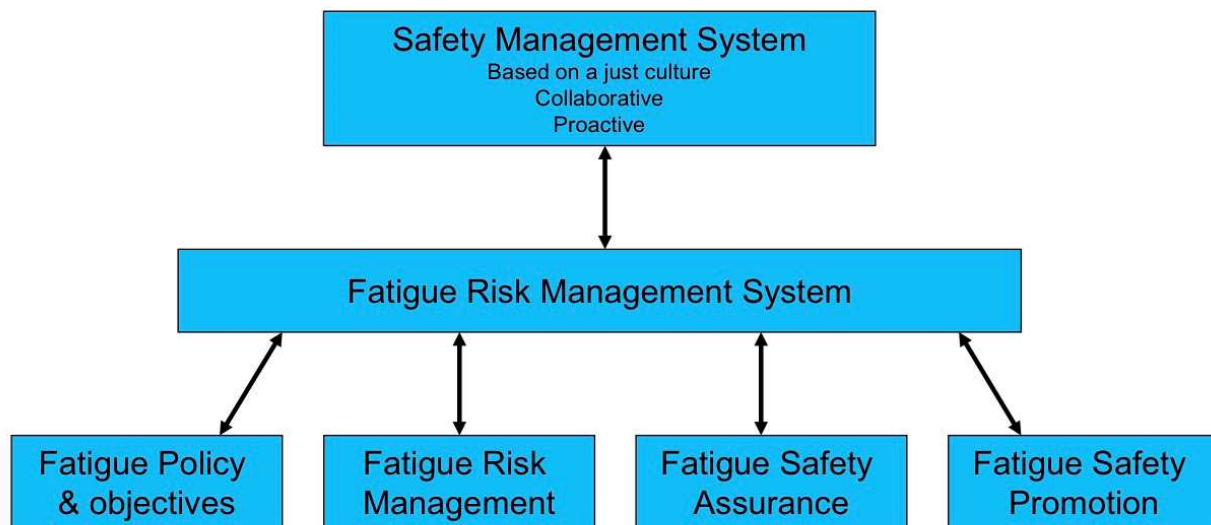 Safety Management System
Based on a just culture
Collaborative
Proactive
Fatigue Risk Management System
Fatigue Policy
& objectives
Fatigue Risk
Management
Fatigue Safety
Assurance
Fatigue Safety
Promotion